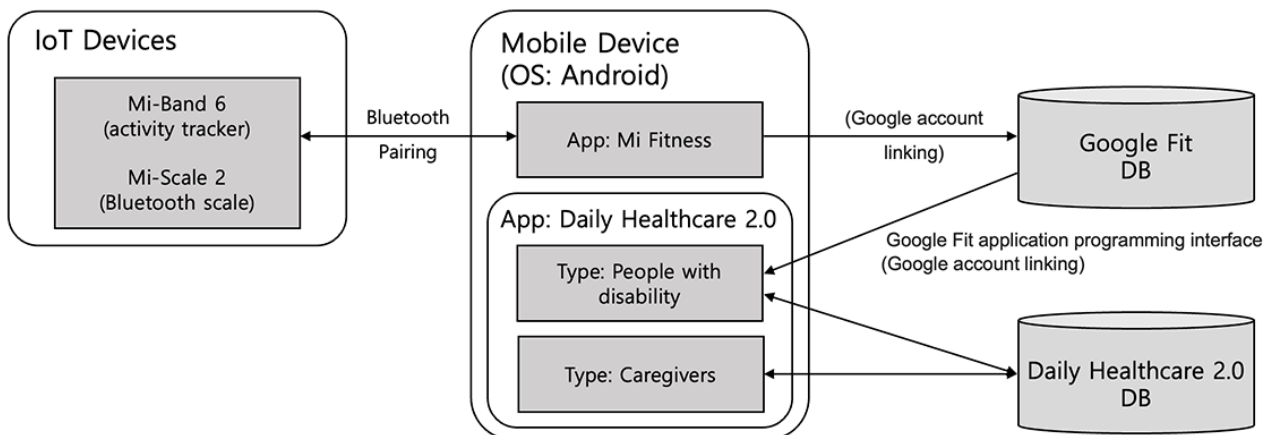 IoT Devices
Mi-Band 6
(activity tracker)
Mi-Scale 2
(Bluetooth scale)
Bluetooth
Pairing
Mobile Device
(OS: Android)
App: Mi Fitness
(Google account
linking)
Google Fit
DB
App: Daily Healthcare 2.0
Type: People with
disability
Google Fit application programming interface
(Google account linking)
Type: Caregivers
Daily Healthcare 2.0
DB